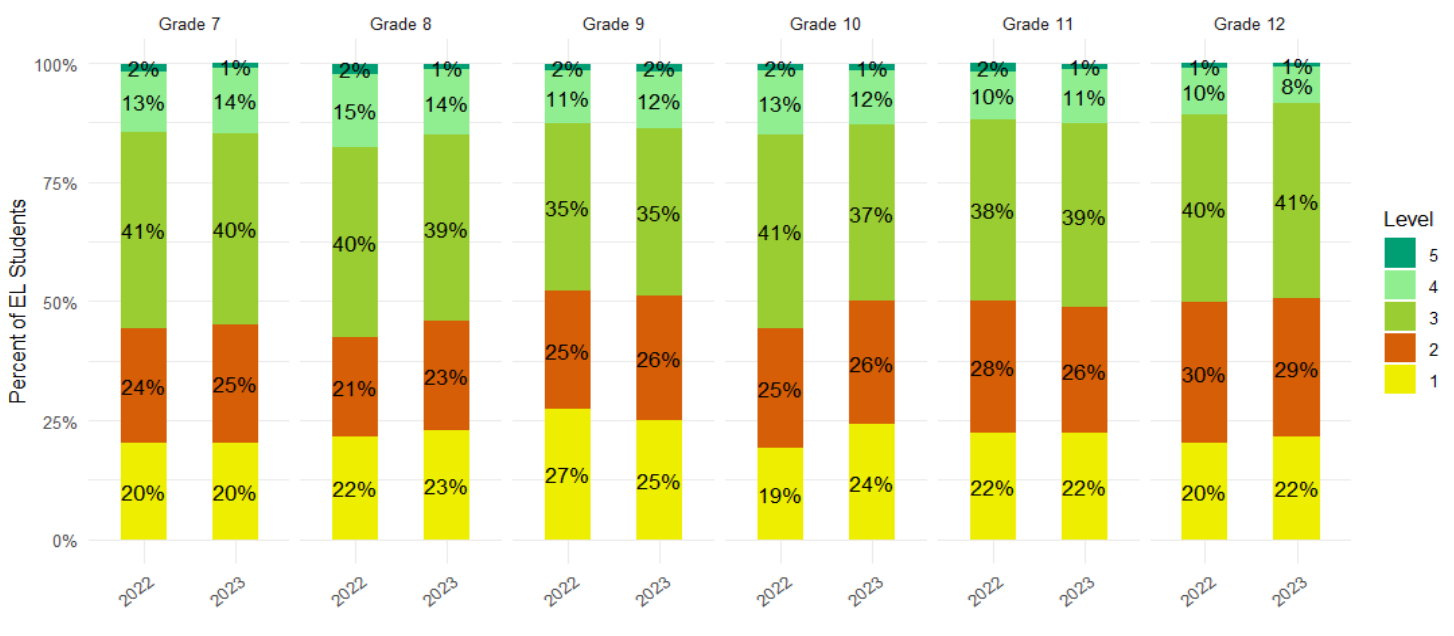 Grade 7 Grade 8 Grade 9 Grade 10 Grade 11 Grade 12
100%
75%
50%
25%
0%
Percent of EL Students
2% 1% 2% 1% 2% 2% 2% 1% 2% 1% 1% 1%
13% 14% 15% 14% 11% 12% 13% 12% 10% 11% 10% 8%
41% 40% 40% 39% 35% 35% 41% 37% 38% 39% 40% 41%
24% 25% 21% 23% 25% 26% 25% 26% 28% 26% 30% 29%
20% 20% 22% 23% 27% 25% 19% 24% 22% 22% 20% 22%
2022 2023 2022 2023 2022 2023 2022 2023 2022 2023 2022 2023
Level
5
4
3
2
1